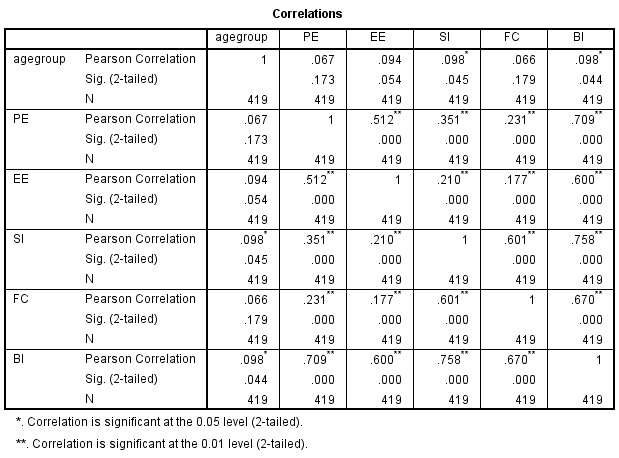 Correlations
agegroup PE EE SI FC BI
agegroup Pearson Correlation 1 .067 .094 .098* .066 .098*
Sig. (2-tailed) .173 .054 .045 .179 .044
N 419 419 419 419 419 419
PE Pearson Correlation .067 1 .512** .351** .231** .709**
Sig. (2-tailed) .173 .000 .000 .000 .000
N 419 419 419 419 419 419
EE Pearson Correlation .094 .512** 1 .210** .177** .600**
Sig. (2-tailed) .054 .000 .000 .000 .000
N 419 419 419 419 419 419
SI Pearson Correlation .098* .351** .210** 1 .601** .758**
Sig. (2-tailed) .045 .000 .000 .000 .000
N 419 419 419 419 419 419
FC Pearson Correlation .066 .231** .177** .601** 1 .670**
Sig. (2-tailed) .179 .000 .000 .000 .000
N 419 419 419 419 419 419
BI Pearson Correlation .098* .709** .600** .758** .670** 1
Sig. (2-tailed) .044 .000 .000 .000 .000
N 419 419 419 419 419 419
*. Correlation is significant at the 0.05 level (2-tailed).
**. Correlation is significant at the 0.01 level (2-tailed).